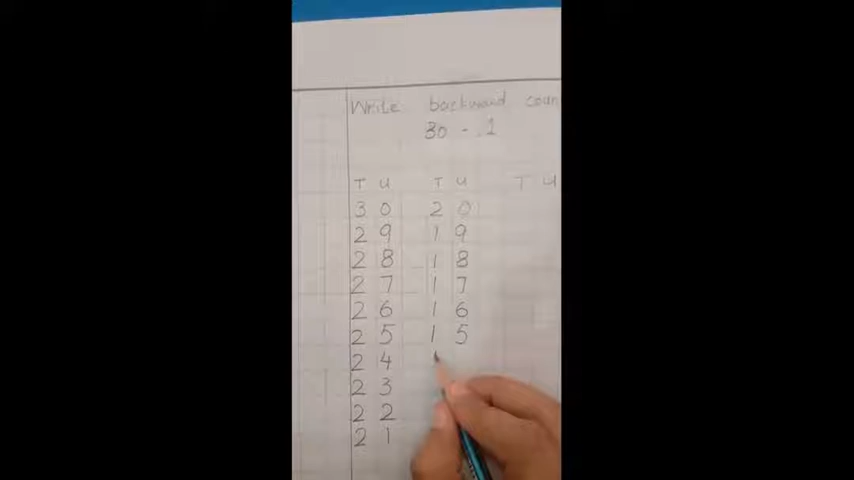 Write backward coun
30 - 1
T U T U T U
3 0 2 0
2 9 1 9
2 8 1 8
2 7 1 7
2 6 1 6
2 5 1 5
2 4 1
2 3
2 2
2 1